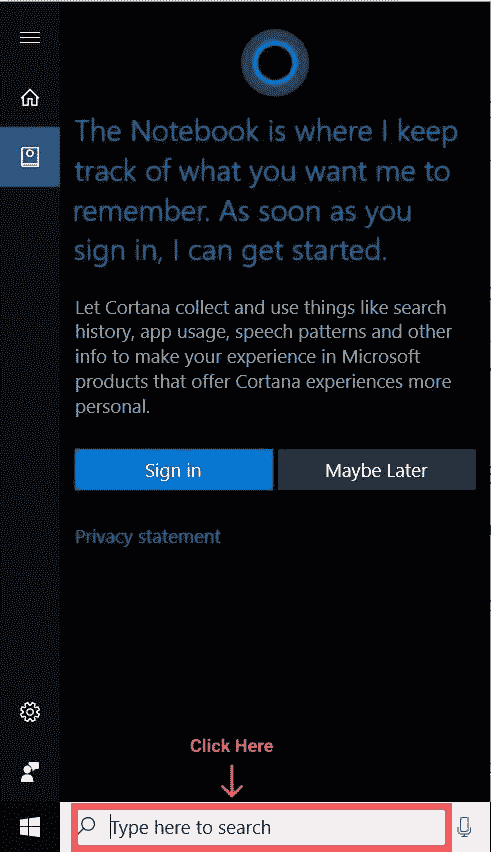 The Notebook is where I keep
track of what you want me to
remember. As soon as you
sign in, I can get started.
Let Cortana collect and use things like search
history, app usage, speech patterns and other
info to make your experience in Microsoft
products that offer Cortana experiences more
personal.
Sign in
Maybe Later
Privacy statement
Click Here
Type here to search